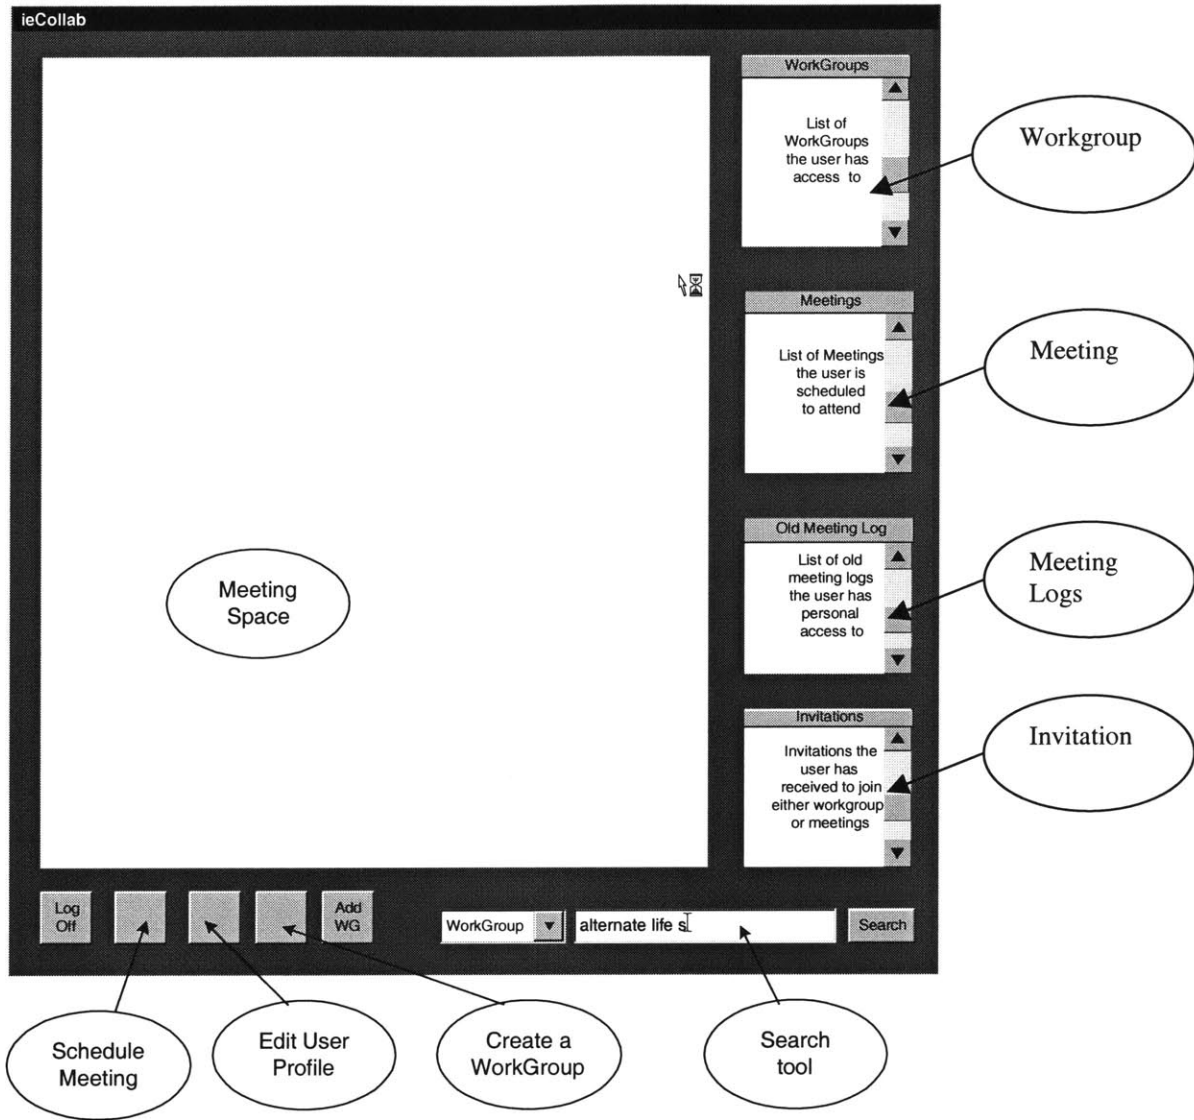 ieCollab
WorkGroups
List of
WorkGroups
the user has
access to
Workgroup
Meetings
List of Meetings
the user is
scheduled
to attend
Meeting
Old Meeting Log
List of old
meeting logs
the user has
personal
access to
Meeting
Logs
Meeting
Space
Invitations
Invitations the
user has
received to join
either workgroup
or meetings
Invitation
Log
Off
Add
WG
WorkGroup
alternate life s
Search
Schedule
Meeting
Edit User
Profile
Create a
WorkGroup
Search
tool